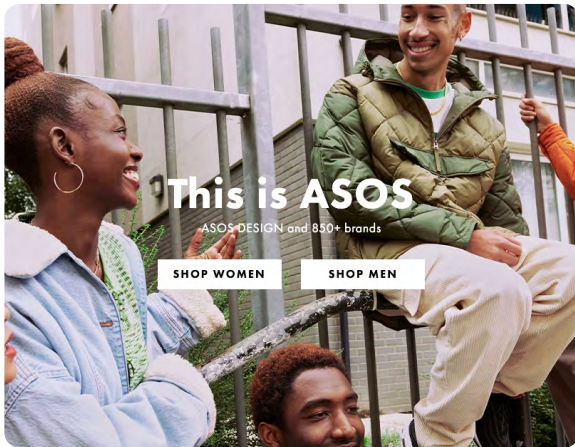 This is ASOS
ASOS DESIGN and 850+ brands
SHOP WOMEN
SHOP MEN